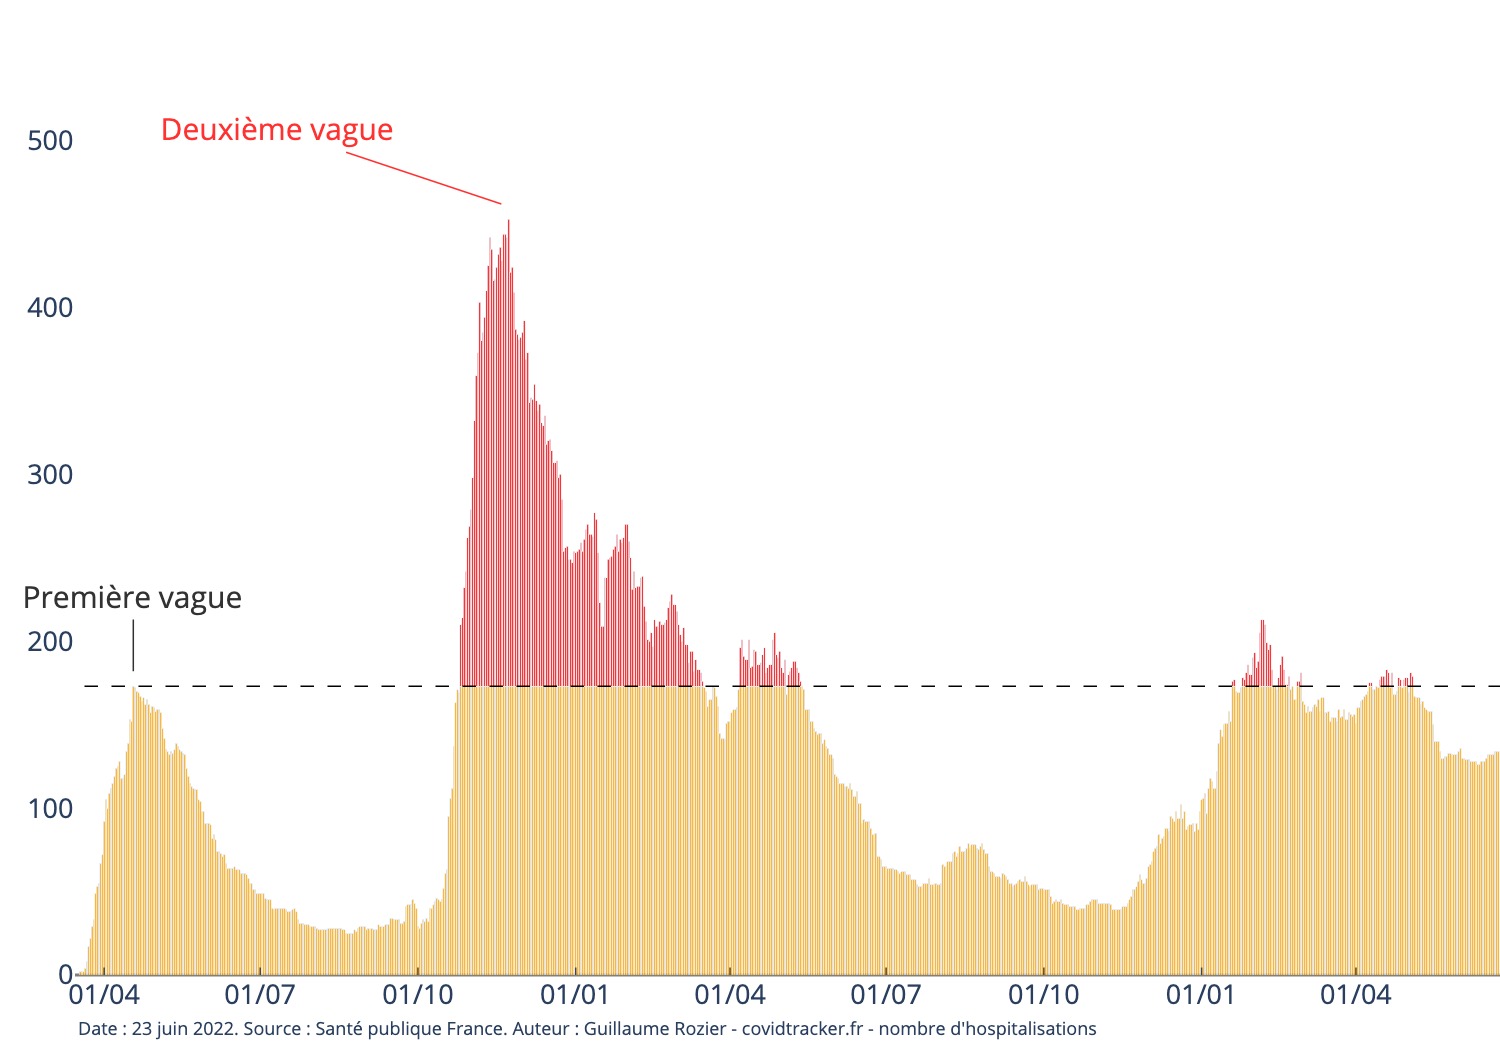 Deuxième vague
500
400
300
Première vague
200
100
0
01/04 01/07 01/10 01/01 01/04 01/07 01/10 01/01 01/04
Date : 23 juin 2022. Source : Santé publique France. Auteur : Guillaume Rozier - covidtracker.fr - nombre d'hospitalisations